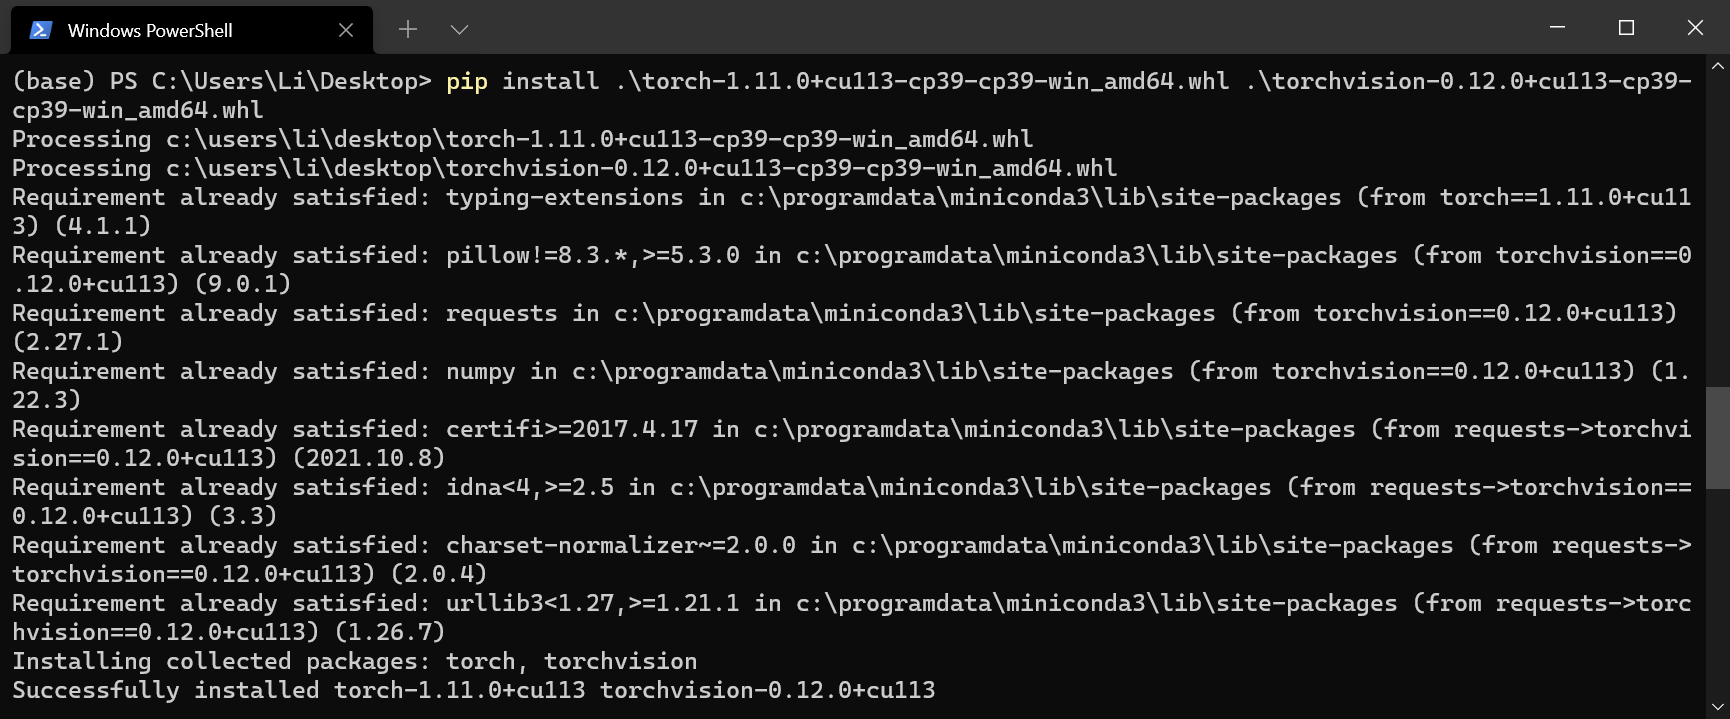 Windows PowerShell
(base) PS C:\Users\Li\Desktop> pip install .\torch-1.11.0+cu113-cp39-cp39-win_amd64.whl .\torchvision-0.12.0+cu113-cp39-
cp39-win_amd64.whl
Processing c:\users\li\desktop\torch-1.11.0+cu113-cp39-cp39-win_amd64.whl
Processing c:\users\li\desktop\torchvision-0.12.0+cu113-cp39-cp39-win_amd64.whl
Requirement already satisfied: typing-extensions in c:\programdata\miniconda3\lib\site-packages (from torch==1.11.0+cu11
3) (4.1.1)
Requirement already satisfied: pillow!=8.3.*,>=5.3.0 in c:\programdata\miniconda3\lib\site-packages (from torchvision==0
.12.0+cu113) (9.0.1)
Requirement already satisfied: requests in c:\programdata\miniconda3\lib\site-packages (from torchvision==0.12.0+cu113)
(2.27.1)
Requirement already satisfied: numpy in c:\programdata\miniconda3\lib\site-packages (from torchvision==0.12.0+cu113) (1.
22.3)
Requirement already satisfied: certifi>=2017.4.17 in c:\programdata\miniconda3\lib\site-packages (from requests->torchvi
sion==0.12.0+cu113) (2021.10.8)
Requirement already satisfied: idna<4,>=2.5 in c:\programdata\miniconda3\lib\site-packages (from requests->torchvision==
0.12.0+cu113) (3.3)
Requirement already satisfied: charset-normalizer~=2.0.0 in c:\programdata\miniconda3\lib\site-packages (from requests->
torchvision==0.12.0+cu113) (2.0.4)
Requirement already satisfied: urllib3<1.27,>=1.21.1 in c:\programdata\miniconda3\lib\site-packages (from requests->torc
hvision==0.12.0+cu113) (1.26.7)
Installing collected packages: torch, torchvision
Successfully installed torch-1.11.0+cu113 torchvision-0.12.0+cu113